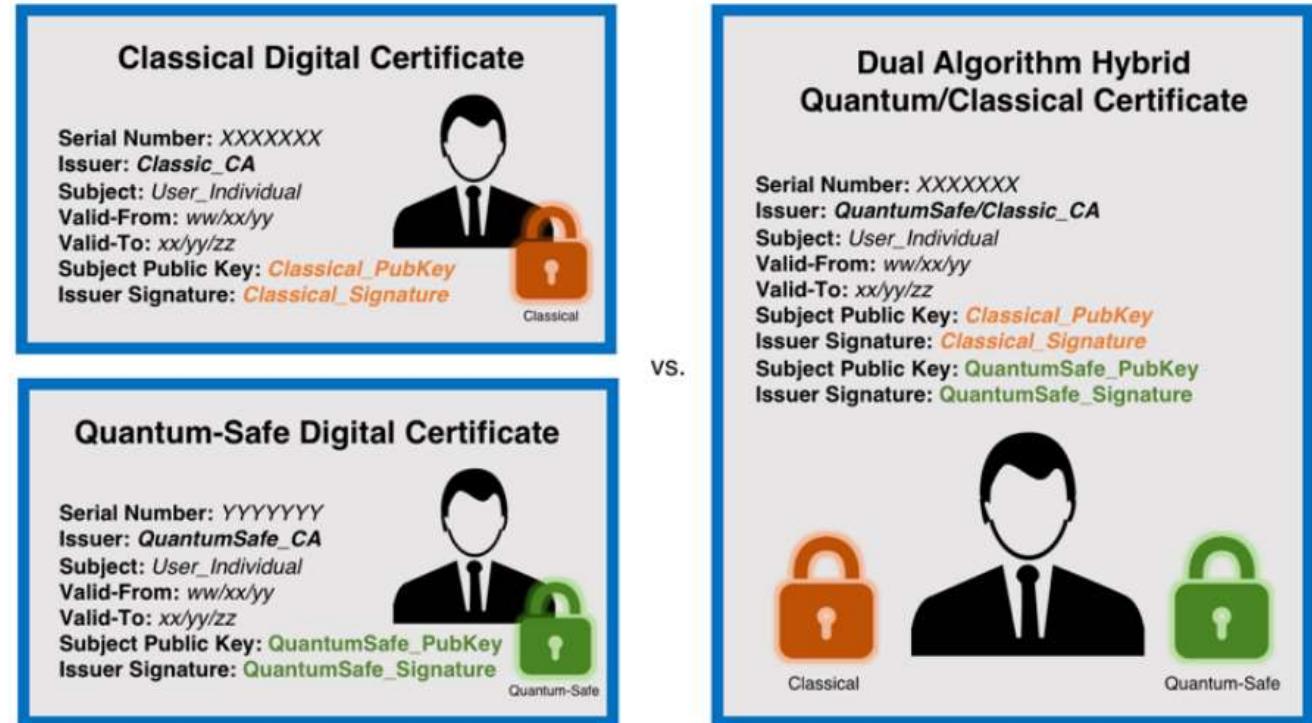 Classical Digital Certificate
Serial Number: XXXXXXX
Issuer: Classic_CA
Subject: User_Individual
Valid-From: ww/xx/yy
Valid-To: xx/yy/zz
Subject Public Key: Classical_PubKey
Issuer Signature: Classical_Signature
Classical
Quantum-Safe Digital Certificate
Serial Number: YYYYYYY
Issuer: QuantumSafe_CA
Subject: User_Individual
Valid-From: ww/xx/yy
Valid-To: xx/yy/zz
Subject Public Key: QuantumSafe_PubKey
Issuer Signature: QuantumSafe_Signature
Quantum-Safe
vs.
Dual Algorithm Hybrid
Quantum/Classical Certificate
Serial Number: XXXXXXX
Issuer: QuantumSafe/Classic_CA
Subject: User_Individual
Valid-From: ww/xx/yy
Valid-To: xx/yy/zz
Subject Public Key: Classical_PubKey
Issuer Signature: Classical_Signature
Subject Public Key: QuantumSafe_PubKey
Issuer Signature: QuantumSafe_Signature
Classical
Quantum-Safe